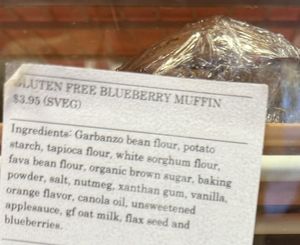 GLUTEN FREE BLUEBERRY MUFFIN
$3.95 (SVEG)
Ingredients: Garbanzo bean flour, potato
starch, tapioca flour, white sorghum flour,
fava bean flour, organic brown sugar, baking
powder, salt, nutmeg, xanthan gum, vanilla,
orange flavor, canola oil, unsweetened
applesauce, gf oat milk, flax seed and
blueberries.